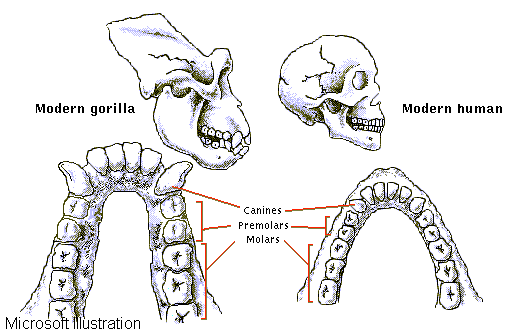 Modern gorilla
Modern human
Canines
Premolars
Molars
Microsoft Illustration